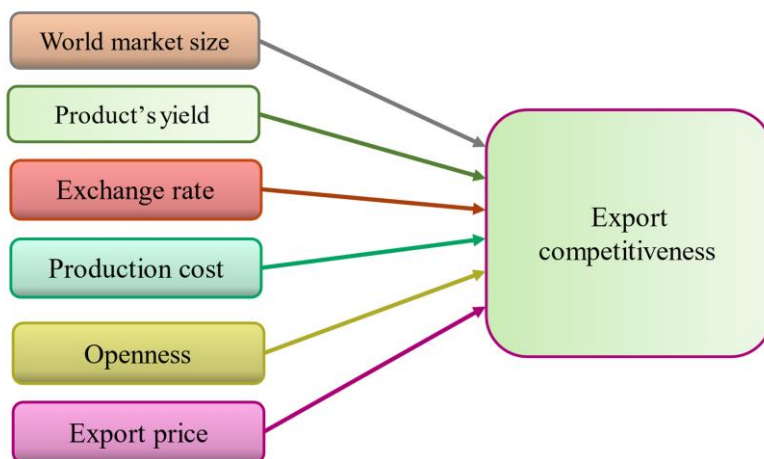 World market size
Product's yield
Exchange rate
Production cost
Openness
Export price
Export
competitiveness